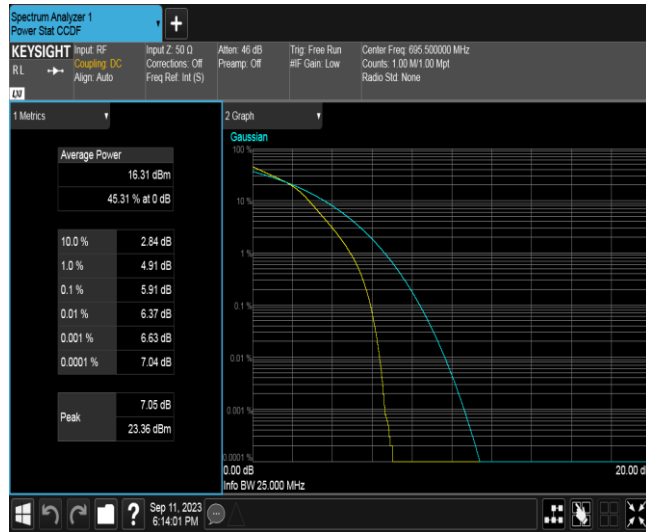 Spectrum Analyzer 1
Power Stat CCDF
+
KEYSIGHT
RL
LXI
Input: RF
Coupling: DC
Align: Auto
Input Z: 50 Ω
Corrections: Off
Freq Ref: Int (S)
Atten: 46 dB
Preamp: Off
Trig: Free Run
#IF Gain: Low
Center Freq: 695.500000 MHz
Counts: 1.00 M/1.00 Mpt
Radio Std: None
1 Metrics
Average Power
16.31 dBm
45.31 % at 0 dB
10.0 % 2.84 dB
1.0 % 4.91 dB
0.1 % 5.91 dB
0.01 % 6.37 dB
0.001 % 6.63 dB
0.0001 % 7.04 dB
Peak
7.05 dB
23.36 dBm
2 Graph
Gaussian
100 %
10 %
1 %
0.1 %
0.01 %
0.001 %
0.0001 %
0.00 dB
20.00 d
Info BW 25.000 MHz
?
Sep 11, 2023
6:14:01 PM